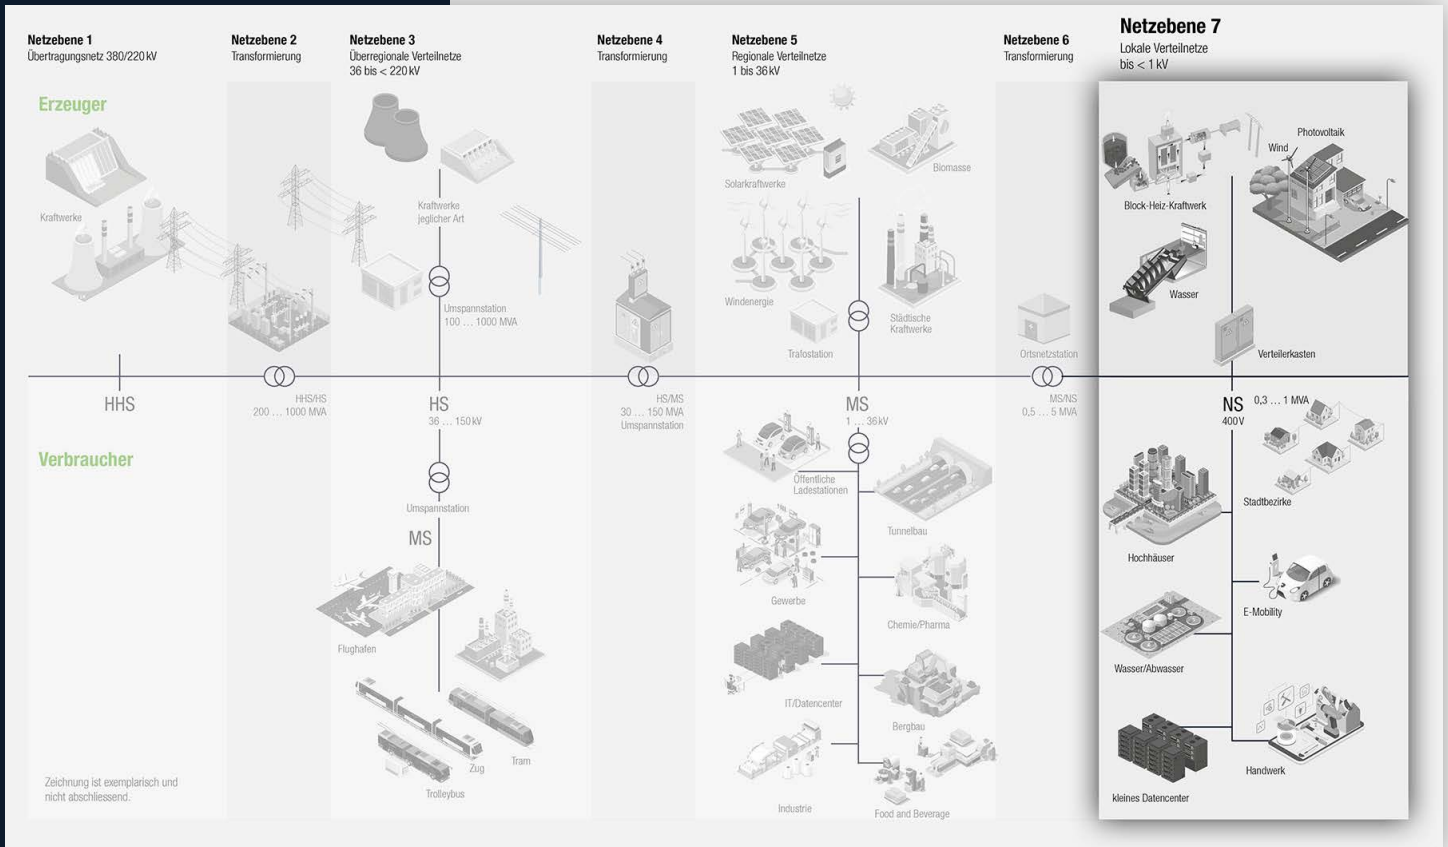 Netzebene 1
Übertragungsnetz 380/220 kV
Netzebene 2
Transformierung
Netzebene 3
Überregionale Verteilnetze
36 bis < 220 kV
Netzebene 4
Transformierung
Netzebene 5
Regionale Verteilnetze
1 bis 36 kV
Netzebene 6
Transformierung
Netzebene 7
Lokale Verteilnetze
bis < 1 kV
Erzeuger
Kraftwerke
Kraftwerke
jeglicher Art
Umspannstation
100 … 1000 MVA
Solarkraftwerke
Biomasse
Windenergie
Städtische
Kraftwerke
Trafostation
Ortsnetzstation
Photovoltaik
Wind
Block-Heiz-Kraftwerk
Wasser
Verteilerkasten
HHS
HHS/HS
200 … 1000 MVA
HS
36 … 150 kV
HS/MS
30 … 150 MVA
Umspannstation
MS
1 … 36 kV
MS/NS
0,5 … 5 MVA
NS
400 V
0,3 … 1 MVA
Verbraucher
Umspannstation
MS
Flughafen
Zug
Tram
Trolleybus
Öffentliche
Ladestationen
Tunnelbau
Gewerbe
Chemie/Pharma
IT/Datencenter
Bergbau
Industrie
Food and Beverage
Stadtbezirke
Hochhäuser
E-Mobility
Wasser/Abwasser
Handwerk
kleines Datencenter
Zeichnung ist exemplarisch und
nicht abschliessend.